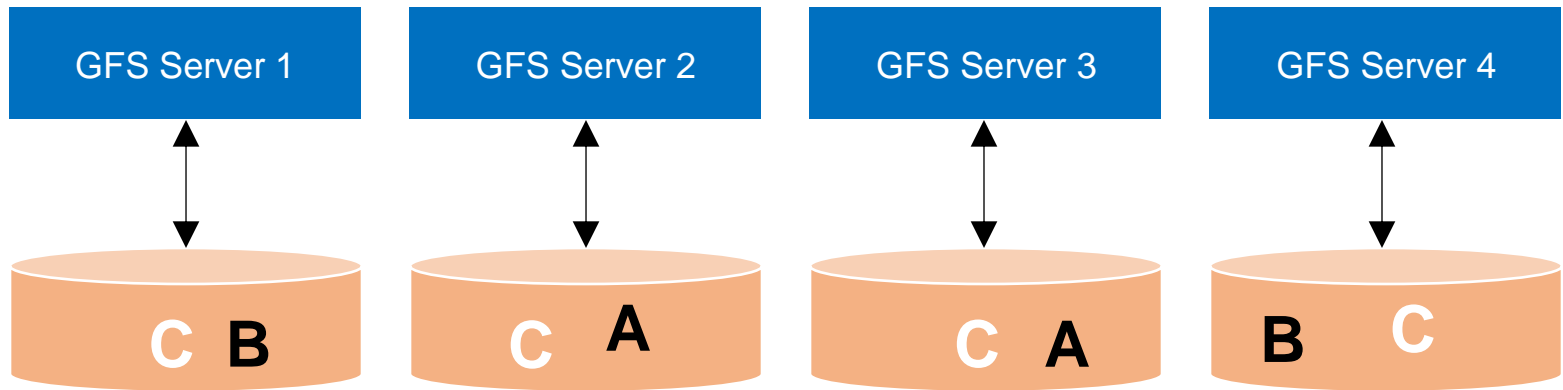 GFS Server 1
GFS Server 2
GFS Server 3
GFS Server 4
C B
C A
C A
B C